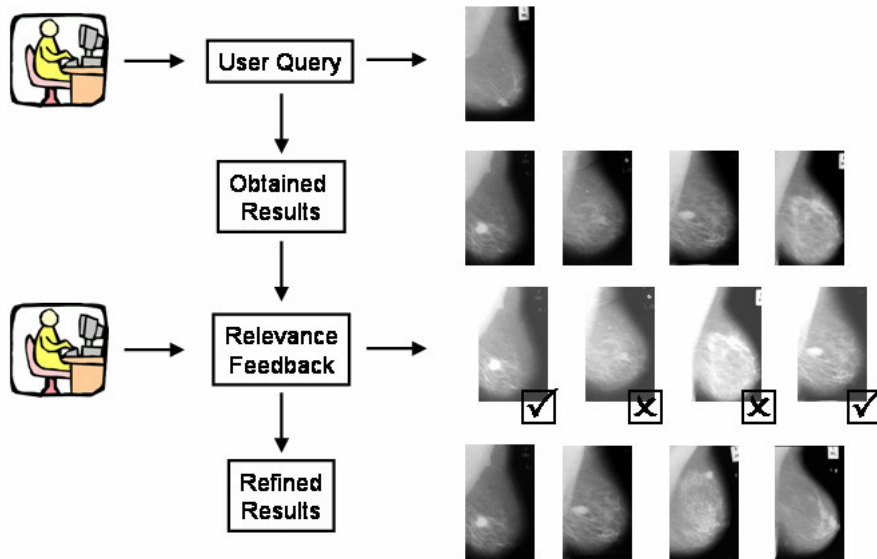 User Query
Obtained
Results
Relevance
Feedback
Refined
Results